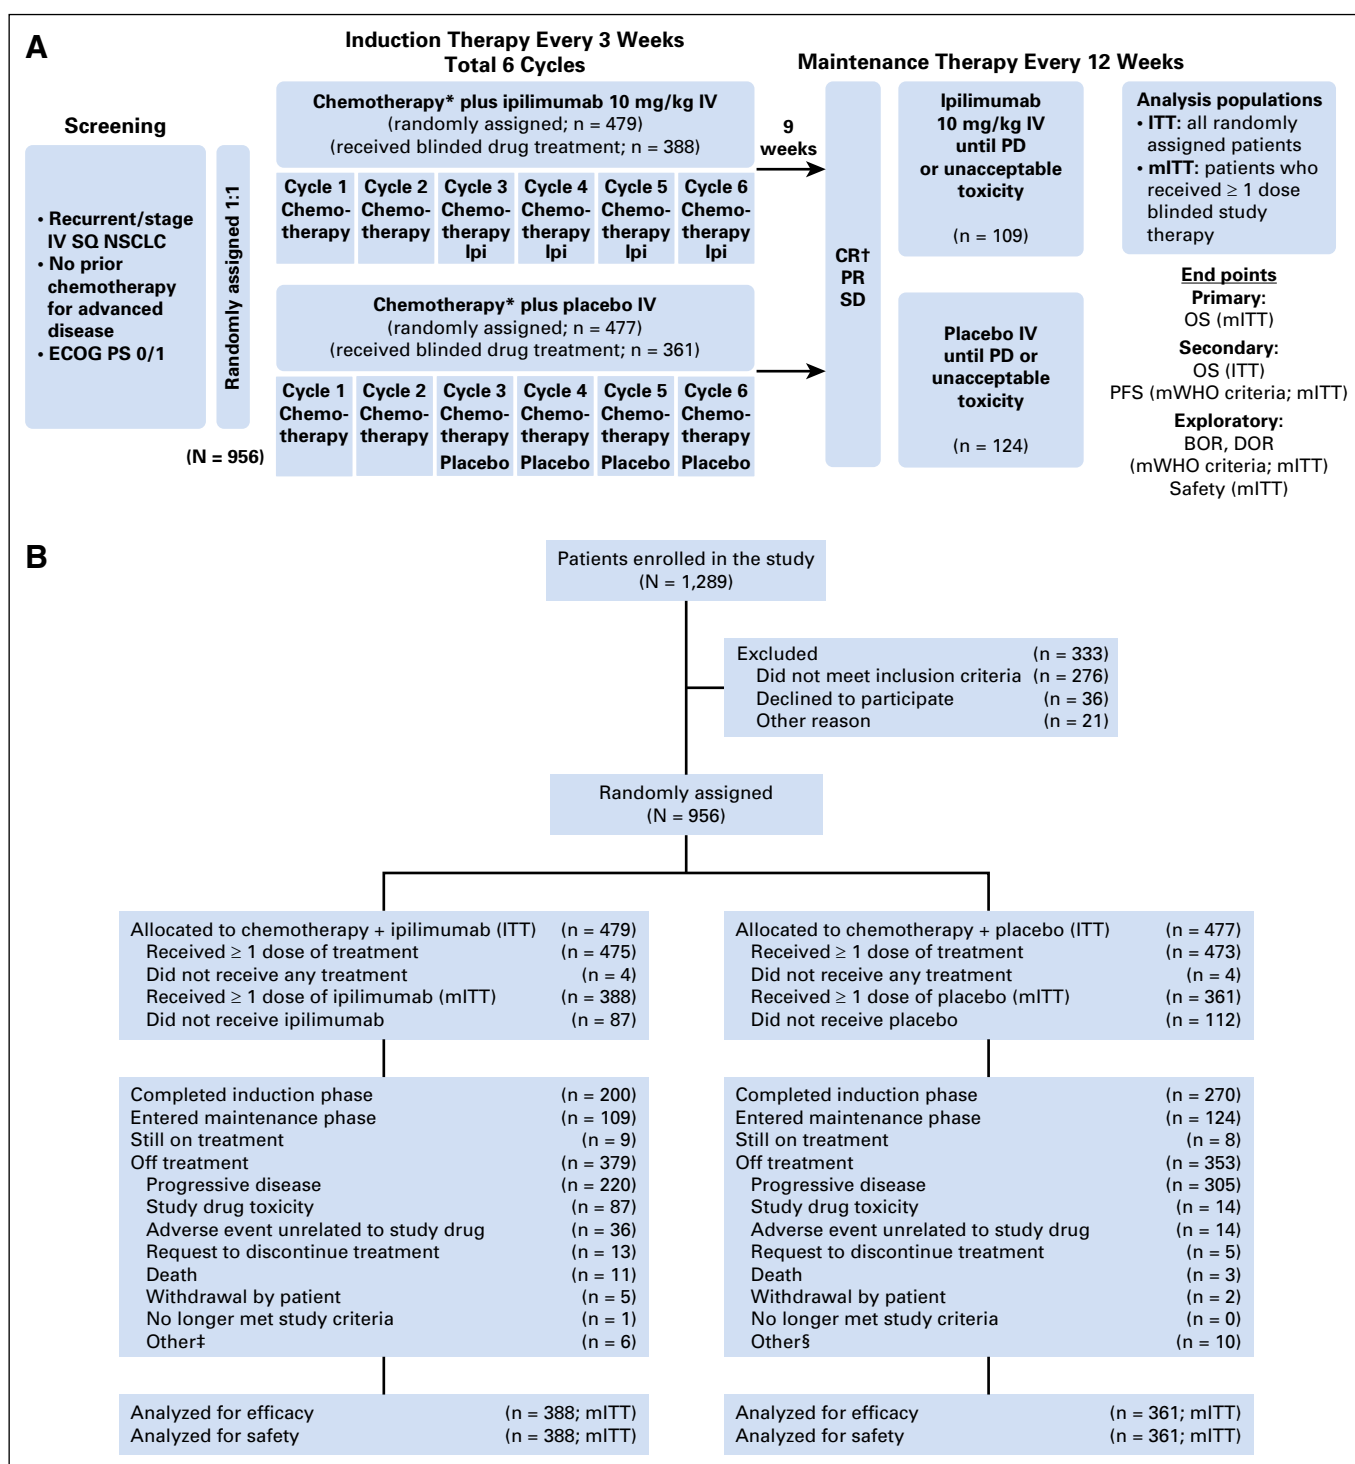 A
Induction Therapy Every 3 Weeks
Total 6 Cycles
Maintenance Therapy Every 12 Weeks
Screening
• Recurrent/stage
IV SQ NSCLC
• No prior
chemotherapy
for advanced
disease
• ECOG PS 0/1
Randomly assigned 1:1
(N = 956)
Chemotherapy* plus ipilimumab 10 mg/kg IV
(randomly assigned; n = 479)
(received blinded drug treatment; n = 388)
Cycle 1 Cycle 2 Cycle 3 Cycle 4 Cycle 5 Cycle 6
Chemo- Chemo- Chemo- Chemo- Chemo- Chemo-
therapy therapy therapy therapy therapy therapy
Ipi Ipi Ipi Ipi
Chemotherapy* plus placebo IV
(randomly assigned; n = 477)
(received blinded drug treatment; n = 361)
Cycle 1 Cycle 2 Cycle 3 Cycle 4 Cycle 5 Cycle 6
Chemo- Chemo- Chemo- Chemo- Chemo- Chemo-
therapy therapy therapy therapy therapy therapy
Placebo Placebo Placebo Placebo
9
weeks
CR†
PR
SD
Ipilimumab
10 mg/kg IV
until PD
or unacceptable
toxicity
(n = 109)
Placebo IV
until PD or
unacceptable
toxicity
(n = 124)
Analysis populations
• ITT: all randomly
assigned patients
• mITT: patients who
received ≥ 1 dose
blinded study
therapy
End points
Primary:
OS (mITT)
Secondary:
OS (ITT)
PFS (mWHO criteria; mITT)
Exploratory:
BOR, DOR
(mWHO criteria; mITT)
Safety (mITT)
B
Patients enrolled in the study
(N = 1,289)
Excluded (n = 333)
Did not meet inclusion criteria (n = 276)
Declined to participate (n = 36)
Other reason (n = 21)
Randomly assigned
(N = 956)
Allocated to chemotherapy + ipilimumab (ITT) (n = 479)
Received ≥ 1 dose of treatment (n = 475)
Did not receive any treatment (n = 4)
Received ≥ 1 dose of ipilimumab (mITT) (n = 388)
Did not receive ipilimumab (n = 87)
Completed induction phase (n = 200)
Entered maintenance phase (n = 109)
Still on treatment (n = 9)
Off treatment (n = 379)
Progressive disease (n = 220)
Study drug toxicity (n = 87)
Adverse event unrelated to study drug (n = 36)
Request to discontinue treatment (n = 13)
Death (n = 11)
Withdrawal by patient (n = 5)
No longer met study criteria (n = 1)
Other‡ (n = 6)
Analyzed for efficacy (n = 388; mITT)
Analyzed for safety (n = 388; mITT)
Allocated to chemotherapy + placebo (ITT) (n = 477)
Received ≥ 1 dose of treatment (n = 473)
Did not receive any treatment (n = 4)
Received ≥ 1 dose of placebo (mITT) (n = 361)
Did not receive placebo (n = 112)
Completed induction phase (n = 270)
Entered maintenance phase (n = 124)
Still on treatment (n = 8)
Off treatment (n = 353)
Progressive disease (n = 305)
Study drug toxicity (n = 14)
Adverse event unrelated to study drug (n = 14)
Request to discontinue treatment (n = 5)
Death (n = 3)
Withdrawal by patient (n = 2)
No longer met study criteria (n = 0)
Other§ (n = 10)
Analyzed for efficacy (n = 361; mITT)
Analyzed for safety (n = 361; mITT)